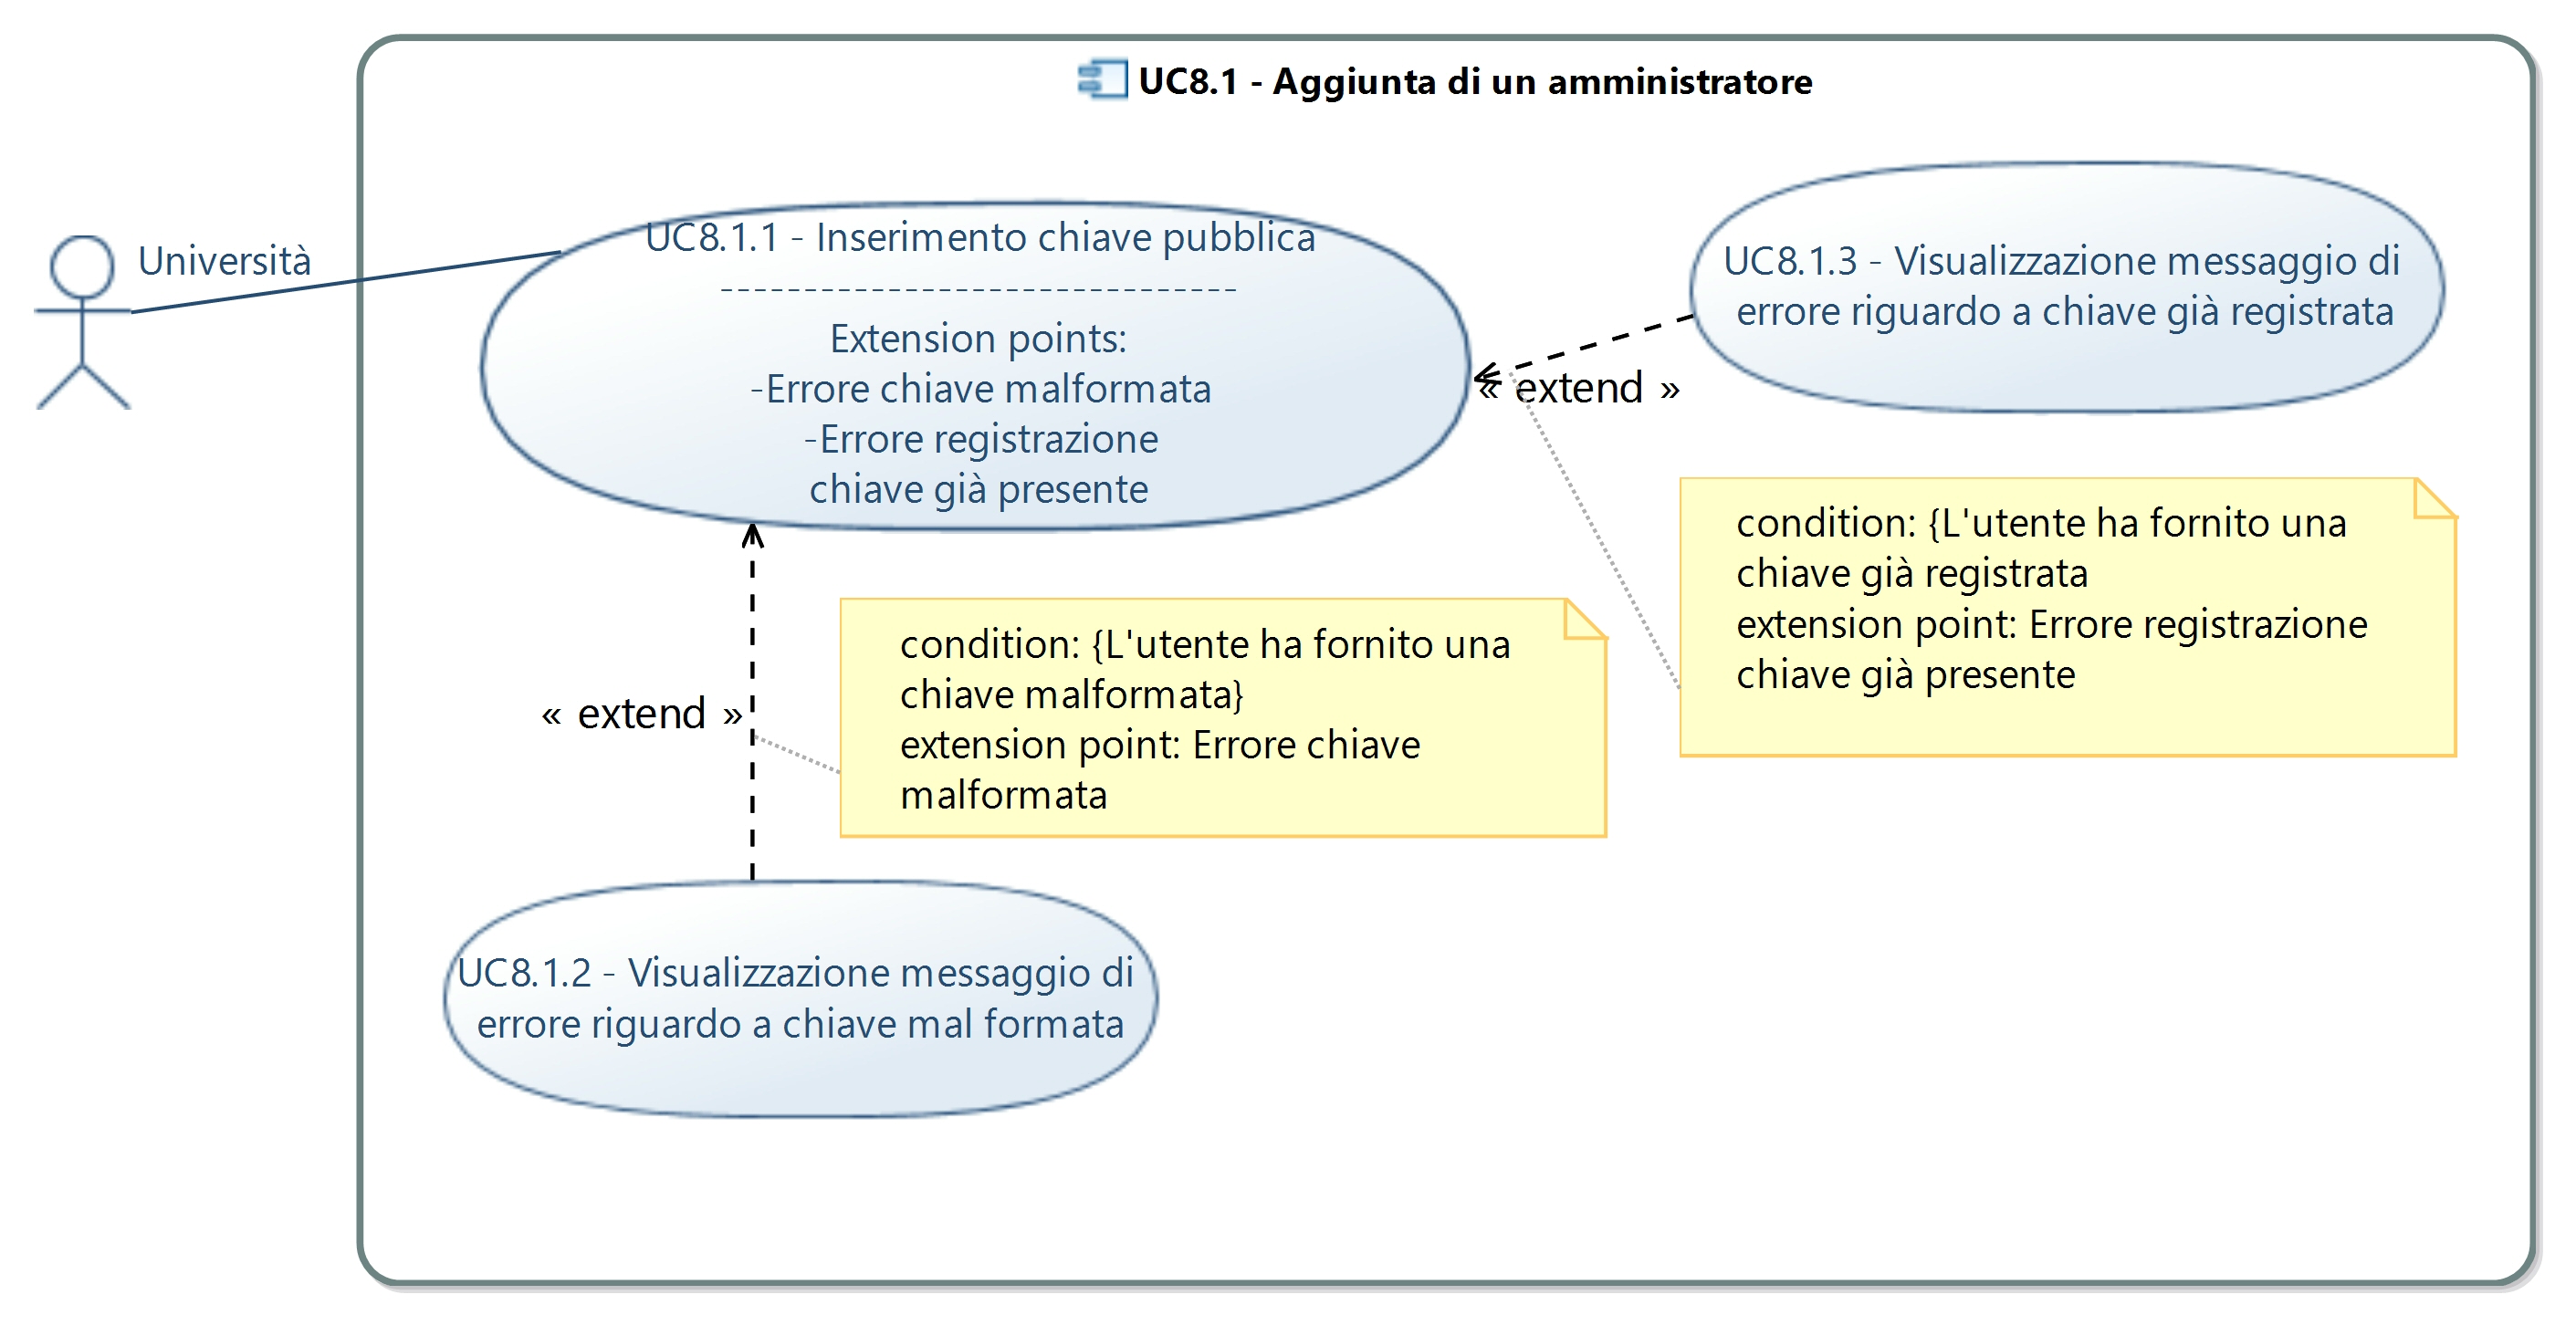 UC8.1 - Aggiunta di un amministratore
Università
UC8.1.1 - Inserimento chiave pubblica
-------------------------------
Extension points:
-Errore chiave malformata
-Errore registrazione
chiave già presente
UC8.1.3 - Visualizzazione messaggio di
errore riguardo a chiave già registrata
« extend »
condition: {L'utente ha fornito una
chiave già registrata
extension point: Errore registrazione
chiave già presente
« extend »
condition: {L'utente ha fornito una
chiave malformata}
extension point: Errore chiave
malformata
UC8.1.2 - Visualizzazione messaggio di
errore riguardo a chiave mal formata